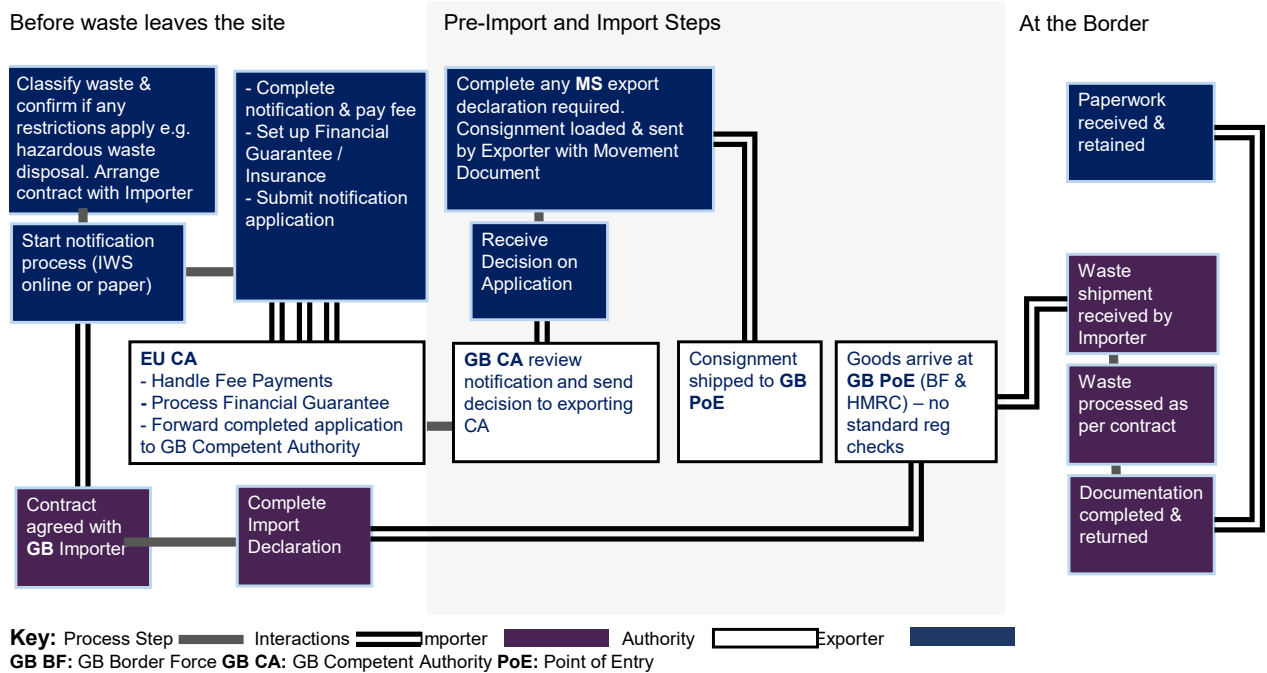 Before waste leaves the site
Pre-Import and Import Steps
At the Border
Classify waste &
confirm if any
restrictions apply e.g.
hazardous waste
disposal. Arrange
contract with Importer
Start notification
process (IWS
online or paper)
- Complete
notification & pay fee
- Set up Financial
Guarantee /
Insurance
- Submit notification
application
EU CA
- Handle Fee Payments
- Process Financial Guarantee
- Forward completed application
to GB Competent Authority
Contract
agreed with
GB Importer
Complete
Import
Declaration
Complete any MS export
declaration required.
Consignment loaded & sent
by Exporter with Movement
Document
Receive
Decision on
Application
GB CA review
notification and send
decision to exporting
CA
Consignment
shipped to GB
PoE
Goods arrive at
GB PoE (BF &
HMRC) – no
standard reg
checks
Paperwork
received &
retained
Waste
shipment
received by
Importer
Waste
processed as
per contract
Documentation
completed &
returned
Key: Process Step Interactions Importer Authority Exporter
GB BF: GB Border Force GB CA: GB Competent Authority PoE: Point of Entry